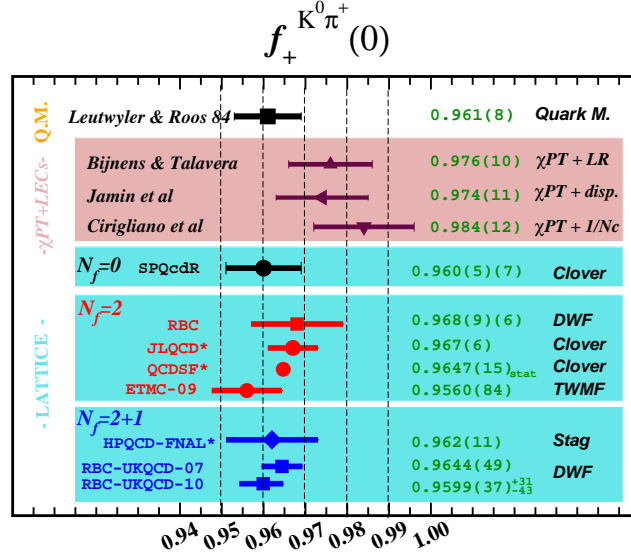 f+ K0π+(0)
Q.M.
Leutwyler & Roos 84 0.961(8) Quark M.
-χPT+LECs-
Bijnens & Talavera 0.976(10) χPT + LR
Jamin et al 0.974(11) χPT + disp.
Cirigliano et al 0.984(12) χPT + 1/Nc
- LATTICE -
Nf=0 SPQcdR 0.960(5)(7) Clover
Nf=2
RBC 0.968(9)(6) DWF
JLQCD* 0.967(6) Clover
QCDSF* 0.9647(15)stat Clover
ETMC-09 0.9560(84) TWMF
Nf=2+1
HPQCD-FNAL* 0.962(11) Stag
RBC-UKQCD-07 0.9644(49) DWF
RBC-UKQCD-10 0.9599(37)+31-43
0.94 0.95 0.96 0.97 0.98 0.99 1.00